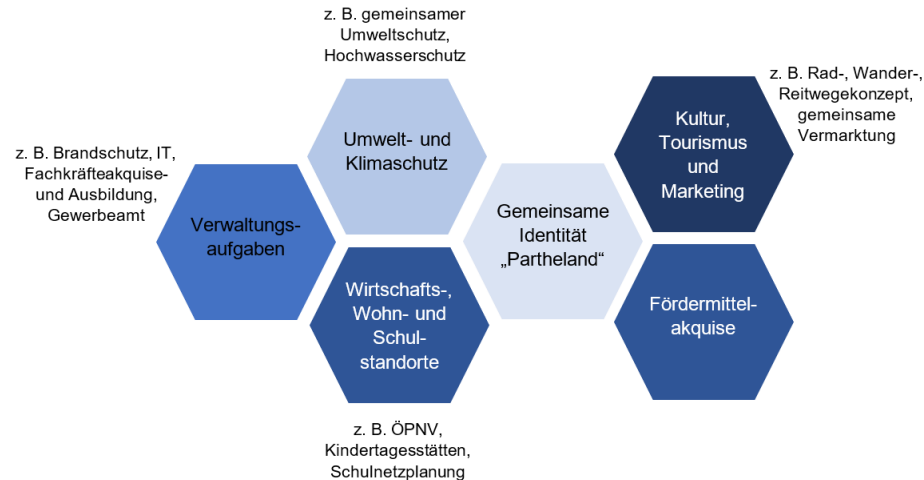 z. B. gemeinsamer
Umweltschutz,
Hochwasserschutz
z. B. Rad-, Wander-,
Reitwegekonzept,
gemeinsame
Vermarktung
Kultur,
Tourismus
und
Marketing
Umwelt- und
Klimaschutz
z. B. Brandschutz, IT,
Fachkräfteakquise-
und Ausbildung,
Gewerbeamt
Verwaltungs-
aufgaben
Gemeinsame
Identität
„Partheland“
Wirtschafts-,
Wohn- und
Schul-
standorte
Fördermittel-
akquise
z. B. ÖPNV,
Kindertagesstätten,
Schulnetzplanung